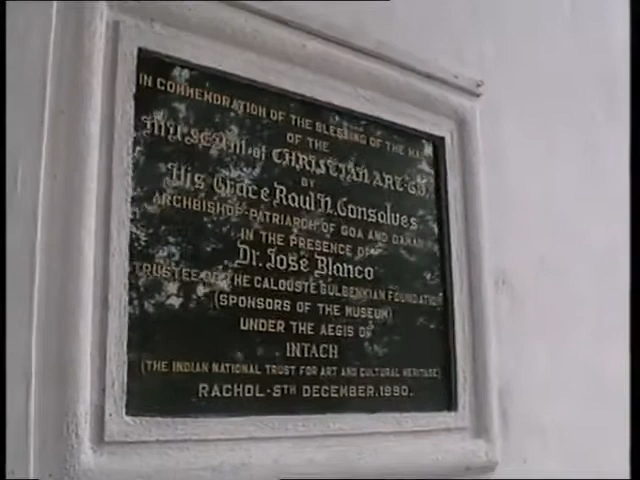 IN COMMEMORATION OF THE BLESSING OF THE
OF THE
MUSEUM of CHRISTIAN ART GOA
BY
His Grace Raul N. Gonsalves
ARCHBISHOP-PATRIARCH OF GOA AND DAMAN
IN THE PRESENCE OF
Dr. Jose Blanco
TRUSTEE OF THE CALOUSTE GULBENKIAN FOUNDATION
(SPONSORS OF THE MUSEUM)
UNDER THE AEGIS OF
INTACH
(THE INDIAN NATIONAL TRUST FOR ART AND CULTURAL HERITAGE)
RACHOL-5TH DECEMBER.1990.